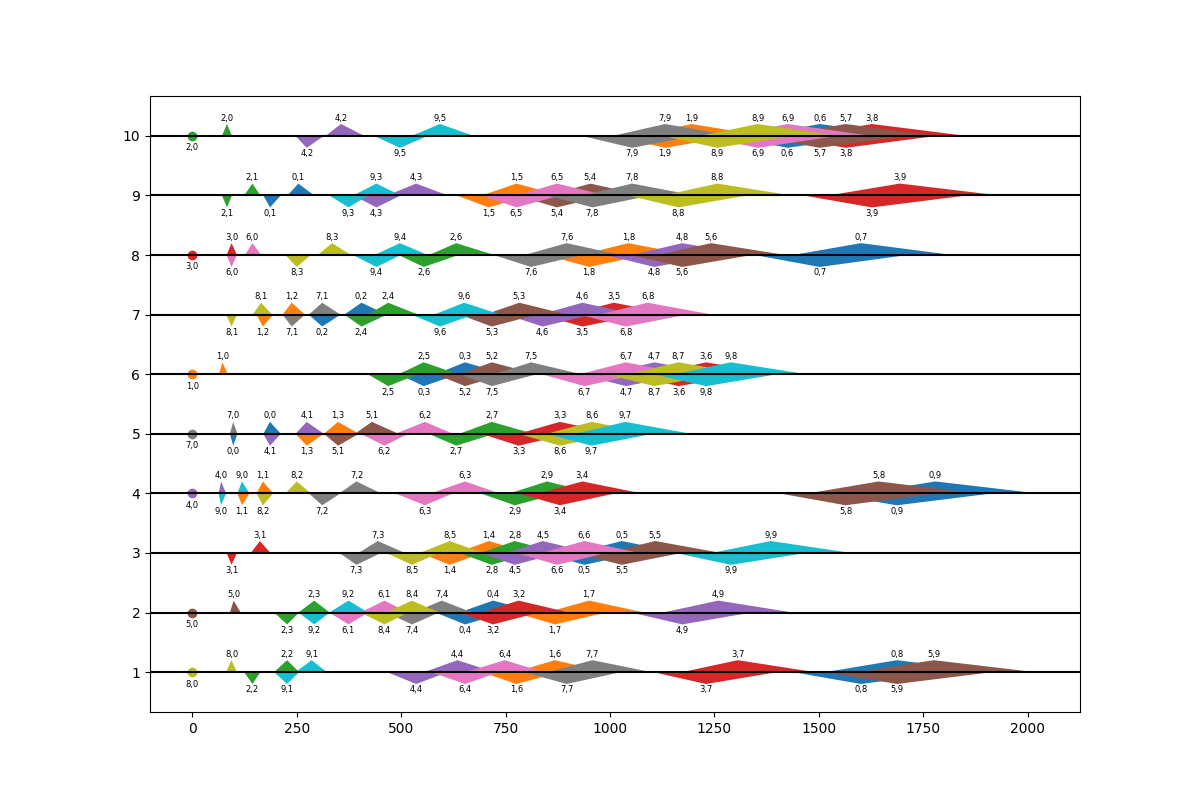 2,0 4,2 9,5 7,9 1,9 8,9 6,9 0,6 5,7 3,8
10
2,0 4,2 9,5 7,9 1,9 8,9 6,9 0,6 5,7 3,8
2,1 0,1 9,3 4,3 1,5 6,5 5,4 7,8 8,8 3,9
9
2,1 0,1 9,3 4,3 1,5 6,5 5,4 7,8 8,8 3,9
3,0 6,0 8,3 9,4 2,6 7,6 1,8 4,8 5,6 0,7
8
6,0 8,3 9,4 2,6 7,6 1,8 4,8 5,6 0,7
8,1 1,2 7,1 0,2 2,4 9,6 5,3 4,6 3,5 6,8
7
8,1 1,2 7,1 0,2 2,4 9,6 5,3 4,6 3,5 6,8
1,0 2,5 0,3 5,2 7,5 6,7 4,7 8,7 3,6 9,8
6
1,0 2,5 0,3 5,2 7,5 6,7 4,7 8,7 3,6 9,8
7,0 0,0 4,1 1,3 5,1 6,2 2,7 3,3 8,6 9,7
5
7,0 0,0 4,1 1,3 5,1 6,2 2,7 3,3 8,6 9,7
4,0 9,0 1,1 8,2 7,2 6,3 2,9 3,4 5,8 0,9
4
4,0 9,0 1,1 8,2 7,2 6,3 2,9 3,4 5,8 0,9
3,1 7,3 8,5 1,4 2,8 4,5 6,6 0,5 5,5 9,9
3
3,1 7,3 8,5 1,4 2,8 4,5 6,6 0,5 5,5 9,9
5,0 2,3 9,2 6,1 8,4 7,4 0,4 3,2 1,7 4,9
2
5,0 2,3 9,2 6,1 8,4 7,4 0,4 3,2 1,7 4,9
8,0 2,2 9,1 4,4 6,4 1,6 7,7 3,7 0,8 5,9
1
8,0 2,2 9,1 4,4 6,4 1,6 7,7 3,7 0,8 5,9
0 250 500 750 1000 1250 1500 1750 2000
3,0